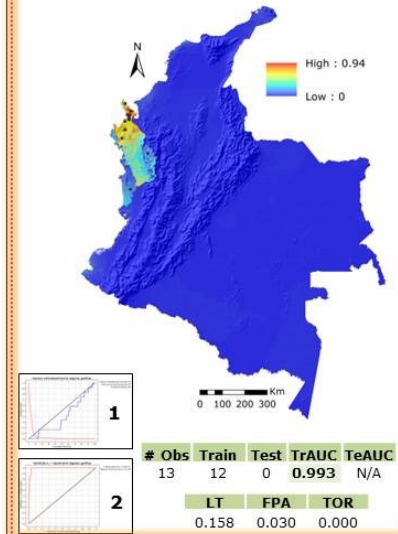 N
High : 0.94
Low : 0
Km
0 100 200 300
1
2
# Obs Train Test TrAUC TeAUC
13 12 0 0.993 N/A
LT FPA TOR
0.158 0.030 0.000